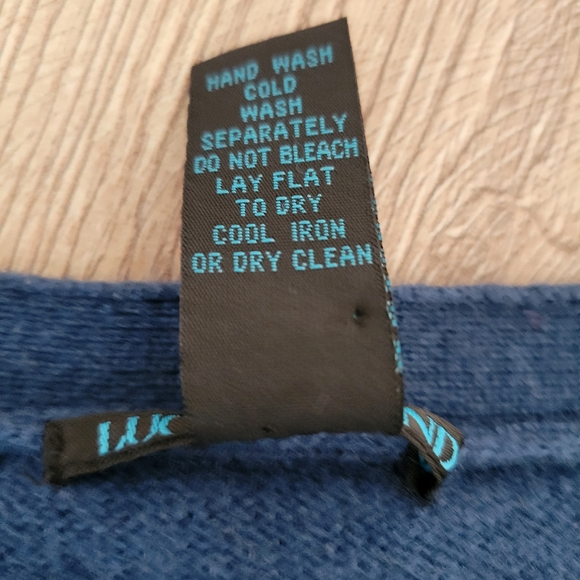 HAND WASH
COLD
WASH
SEPARATELY
DO NOT BLEACH
LAY FLAT
TO DRY
COOL IRON
OR DRY CLEAN